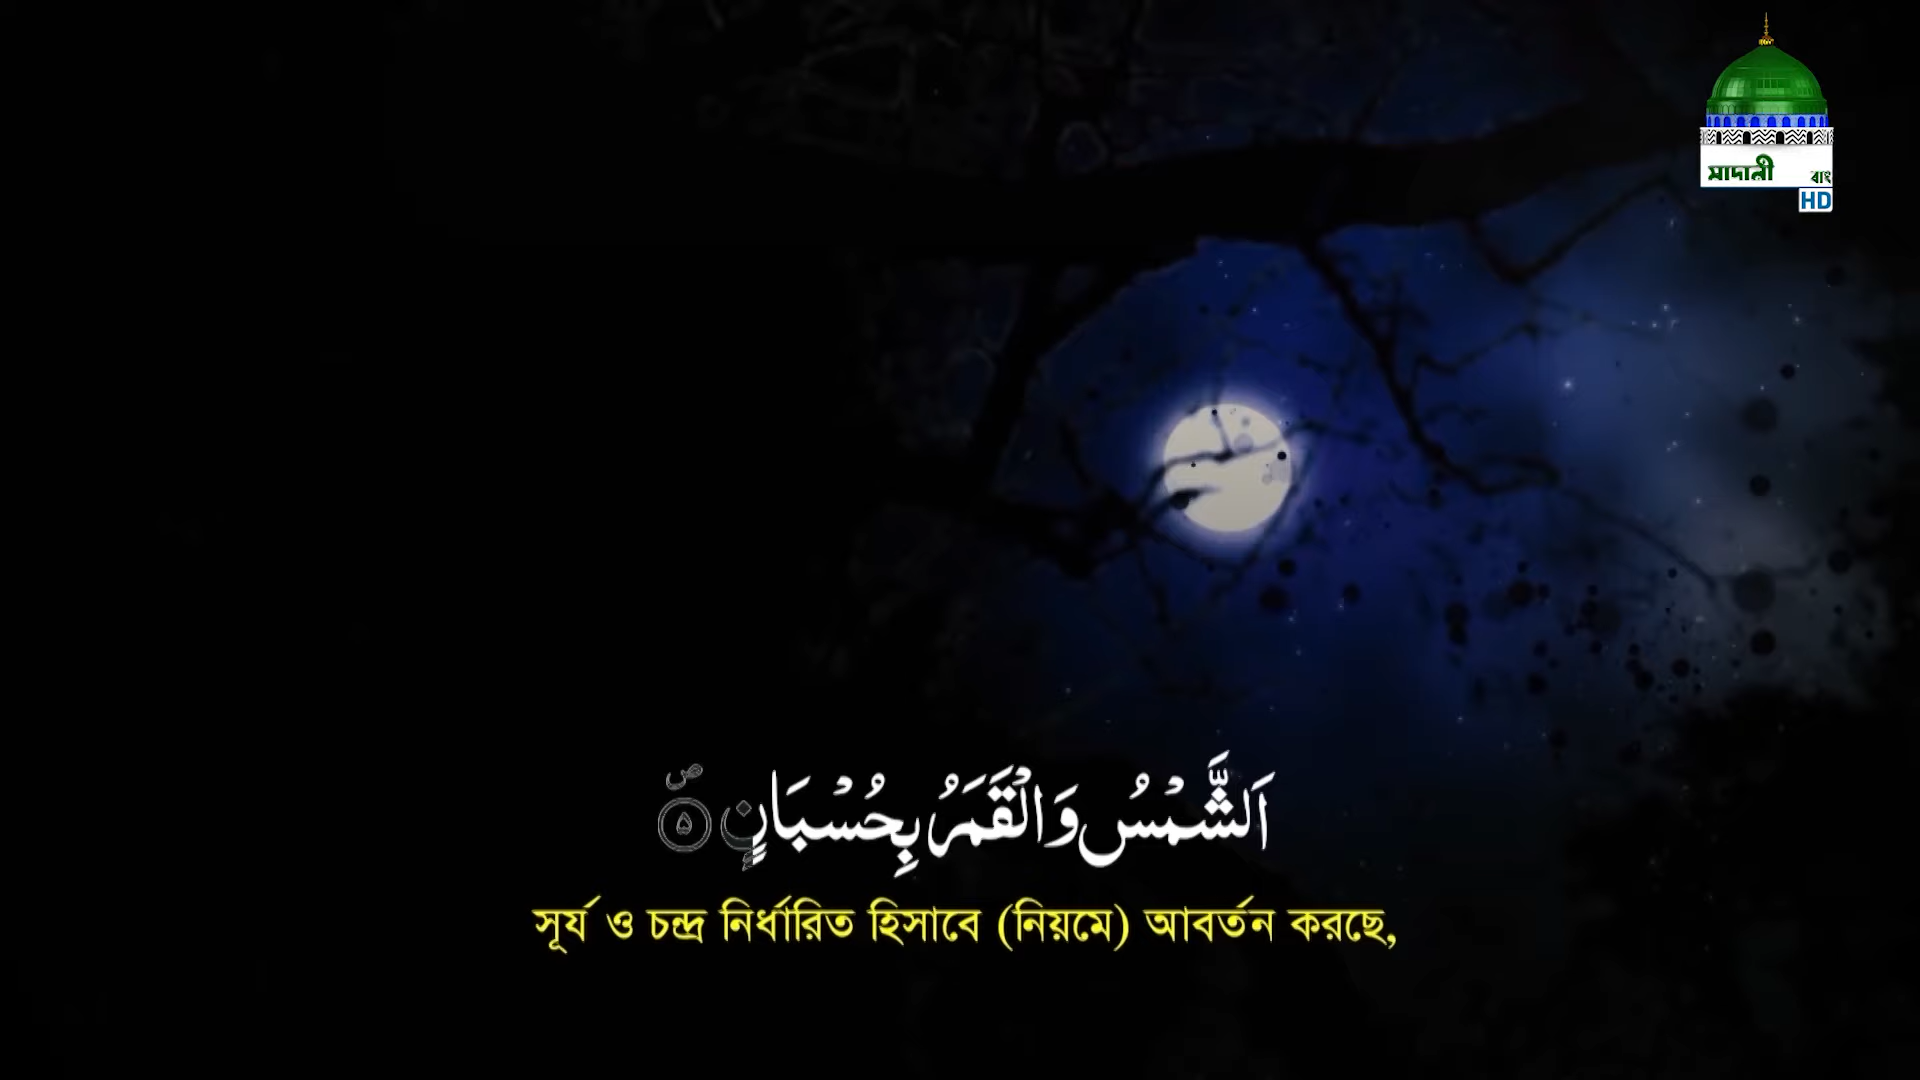 মাদানী
বাং
HD
اَلشَّمْسُ وَالْقَمَرُ بِحُسْبَانٍ ۪ۙ ۵ ص
সূর্য ও চন্দ্র নির্ধারিত হিসাবে (নিয়মে) আবর্তন করছে,